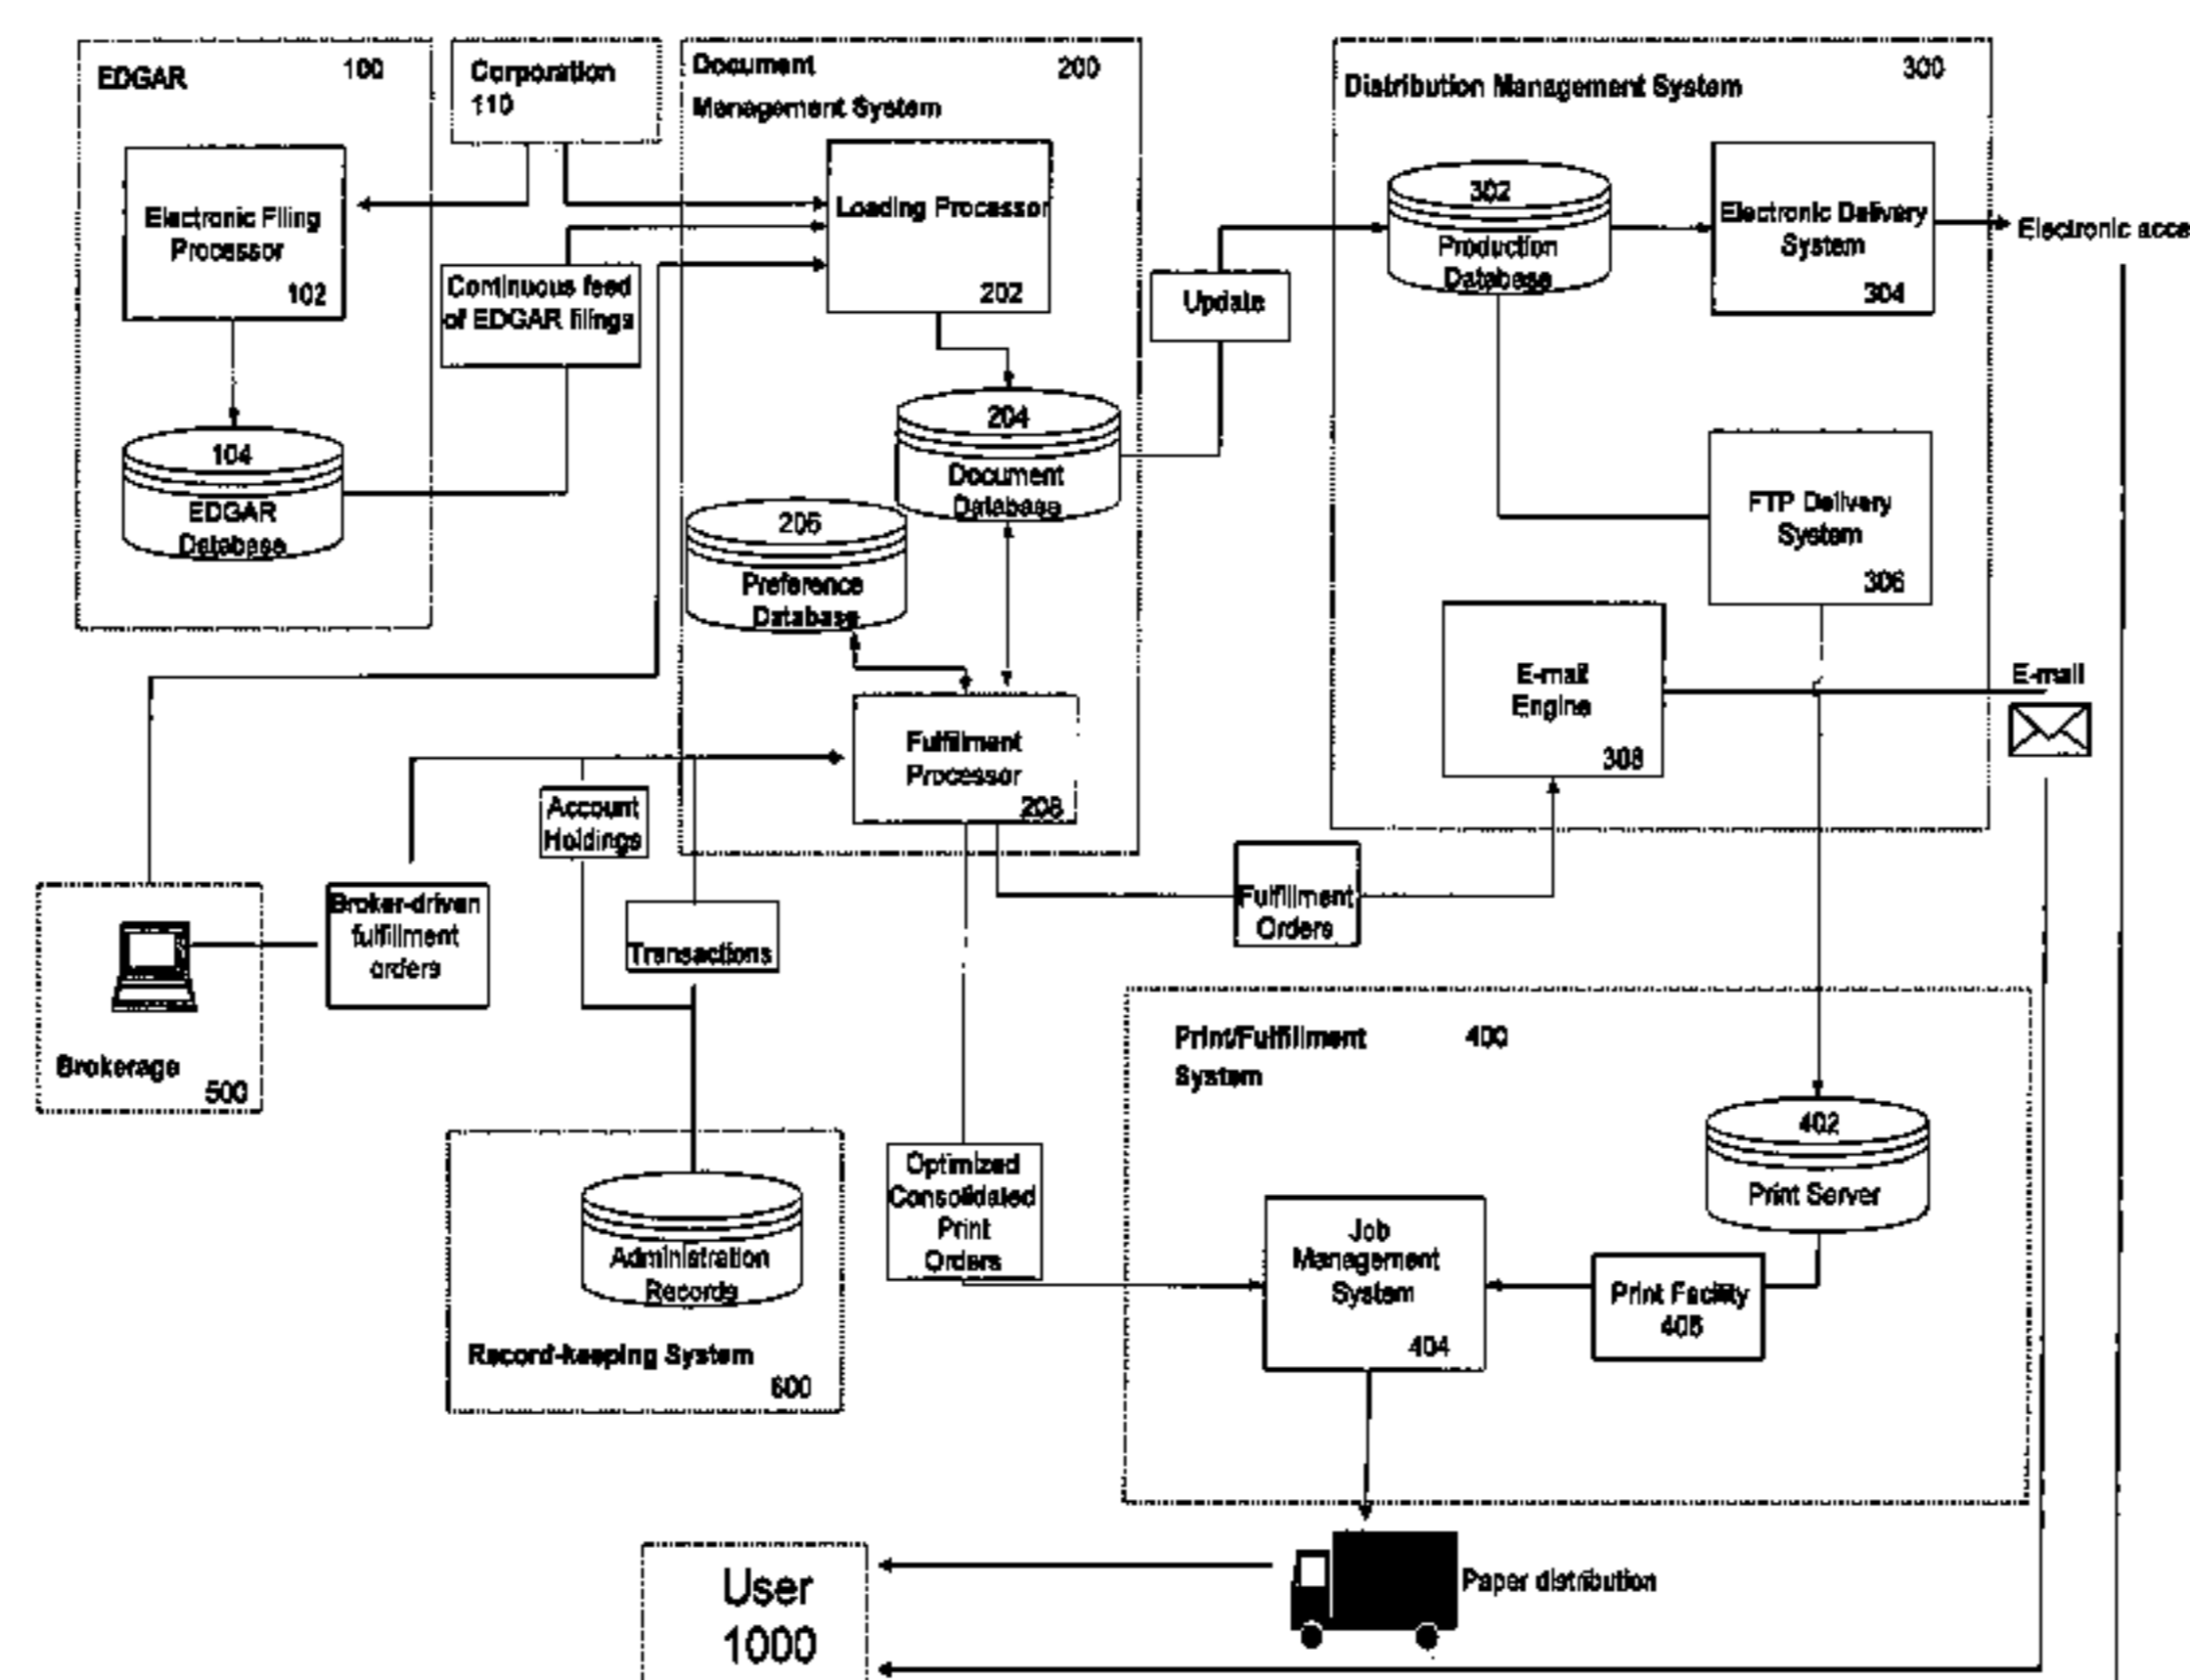 EDGAR 100
Electronic Filing
Processor
102
104
EDGAR
Database
Corporation
110
Continuous feed
of EDGAR filings
Document 200
Management System
Loading Processor
202
204
Document
Database
206
Preference
Database
Fulfillment
Processor
208
Update
Distribution Management System 300
302
Production
Database
Electronic Delivery
System
304
Electronic acce
FTP Delivery
System
306
E-mail
Engine
308
E-mail
Account
Holdings
Broker-driven
fulfillment
orders
Transactions
Fulfillment
Orders
Brokerage
500
Administration
Records
Record-keeping System
600
Optimized
Consolidated
Print
Orders
Print/Fulfillment 400
System
402
Print Server
Job
Management
System
404
Print Facility
406
Paper distribution
User
1000